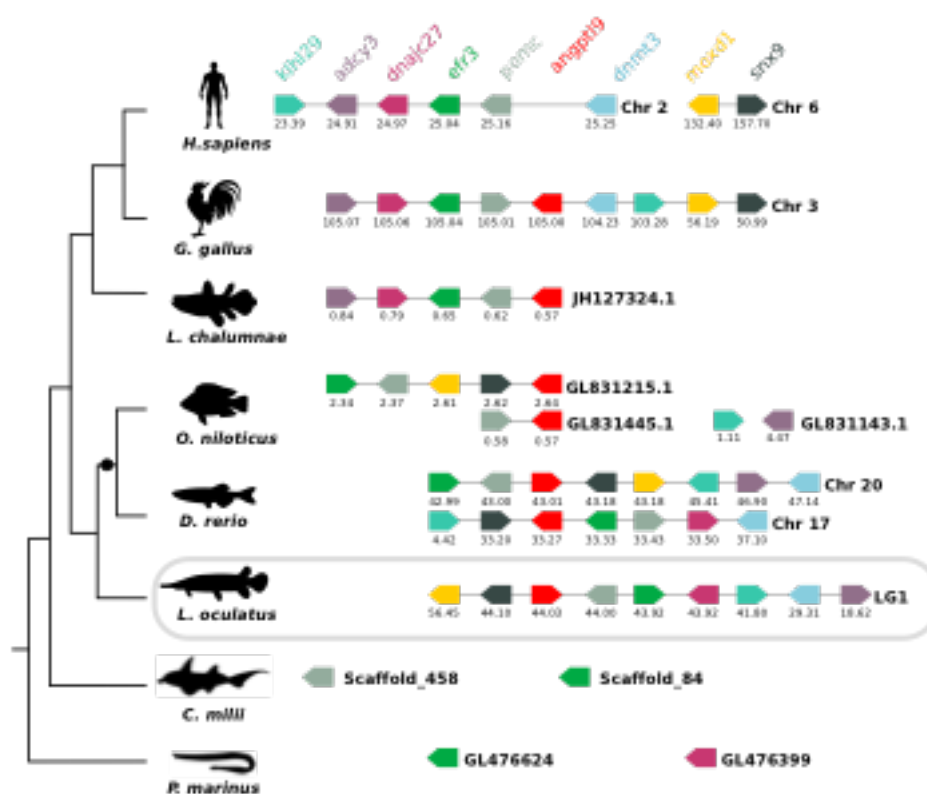 klhl29 adcy3 dnajc27 efr3 pomc angptl9 dnmt3 moxd1 snx9
Chr 2 Chr 6
23.39 24.91 24.97 25.04 25.16 25.25 132.40 157.70
H.sapiens
Chr 3
105.07 105.06 105.04 105.01 105.00 104.23 103.28 56.19 50.99
G. gallus
JH127324.1
0.84 0.79 0.65 0.62 0.57
L. chalumnae
GL831215.1
2.34 2.37 2.61 2.62 2.64
GL831445.1 GL831143.1
0.58 0.57 1.11 4.47
O. niloticus
Chr 20
42.99 43.00 43.01 43.18 43.18 45.41 46.90 47.14
Chr 17
4.42 33.20 33.27 33.33 33.43 33.50 37.10
D. rerio
LG1
56.45 44.10 44.03 44.00 43.92 43.92 41.80 29.31 18.62
L. oculatus
Scaffold_458 Scaffold_84
C. milii
GL476624 GL476399
P. marinus